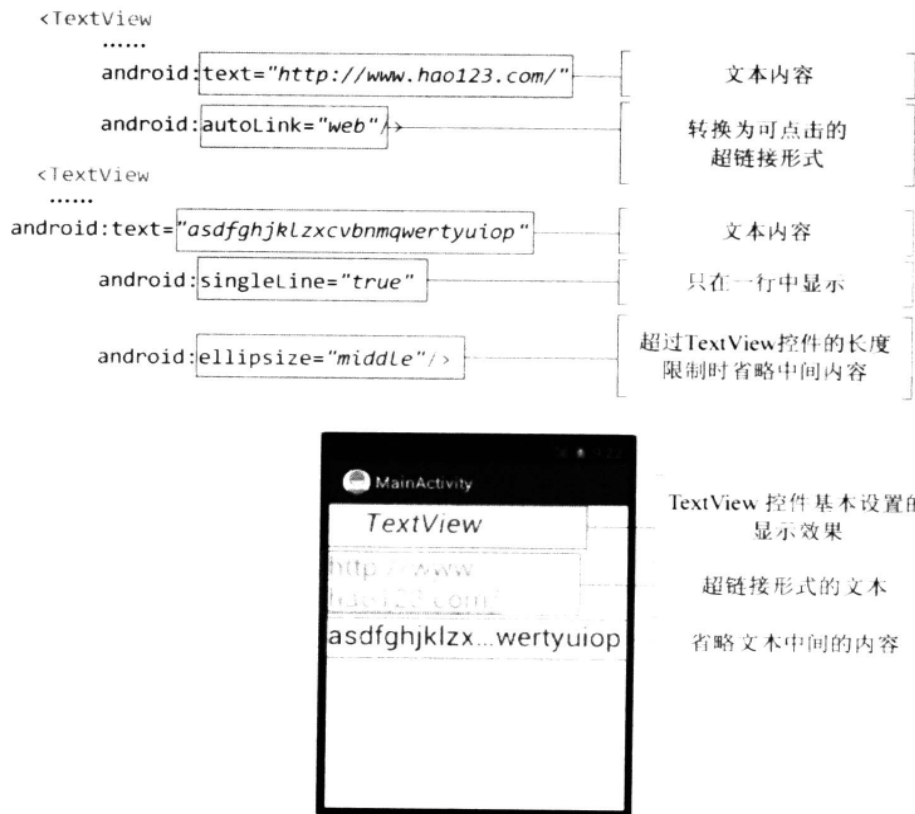 <TextView
......
android:text="http://www.hao123.com/"
文本内容
android:autoLink="web"/>
转换为可点击的
超链接形式
<TextView
......
android:text="asdfghjklzxcvbnmqwertyuiop"
文本内容
android:singleLine="true"
只在一行中显示
android:ellipsize="middle"/>
超过TextView控件的长度
限制时省略中间内容
MainActivity
TextView
TextView 控件基本设置的
显示效果
http://www.
hao123.com/
超链接形式的文本
asdfghjklzx...wertyuiop
省略文本中间的内容